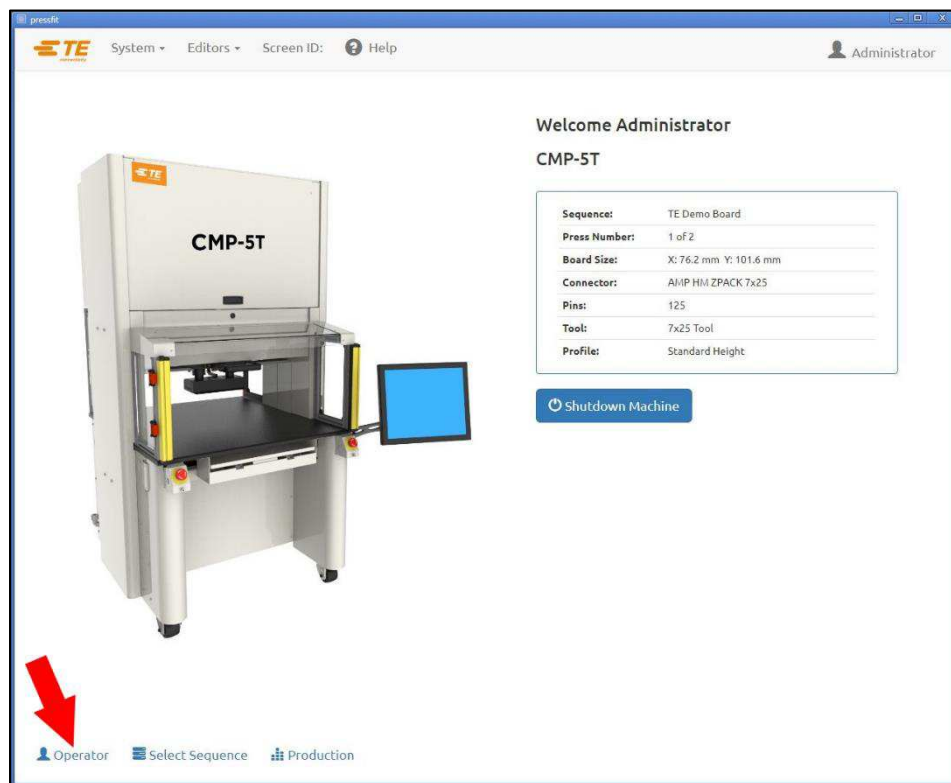 pressfit
TE System Editors Screen ID: Help Administrator
Welcome Administrator
CMP-5T
Sequence: TE Demo Board
Press Number: 1 of 2
Board Size: X: 76.2 mm Y: 101.6 mm
Connector: AMP HM ZPACK 7x25
Pins: 125
Tool: 7x25 Tool
Profile: Standard Height
Shutdown Machine
TE
CMP-5T
Operator Select Sequence Production